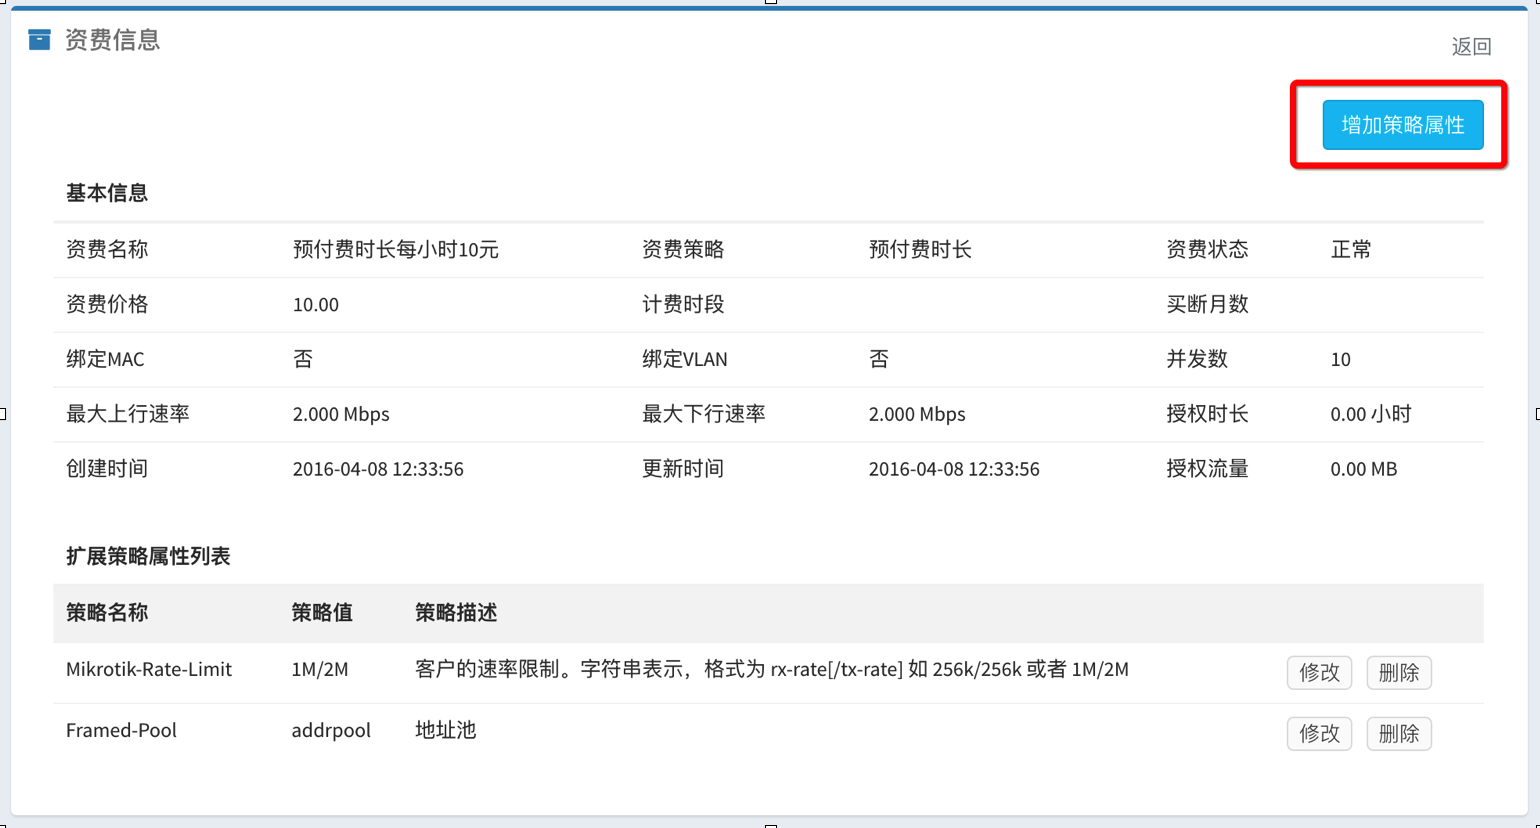 资费信息
返回
增加策略属性
基本信息
资费名称 预付费时长每小时10元 资费策略 预付费时长 资费状态 正常
资费价格 10.00 计费时段 买断月数
绑定MAC 否 绑定VLAN 否 并发数 10
最大上行速率 2.000 Mbps 最大下行速率 2.000 Mbps 授权时长 0.00 小时
创建时间 2016-04-08 12:33:56 更新时间 2016-04-08 12:33:56 授权流量 0.00 MB
扩展策略属性列表
策略名称 策略值 策略描述
Mikrotik-Rate-Limit 1M/2M 客户的速率限制。字符串表示，格式为 rx-rate[/tx-rate] 如 256k/256k 或者 1M/2M 修改 删除
Framed-Pool addrpool 地址池 修改 删除